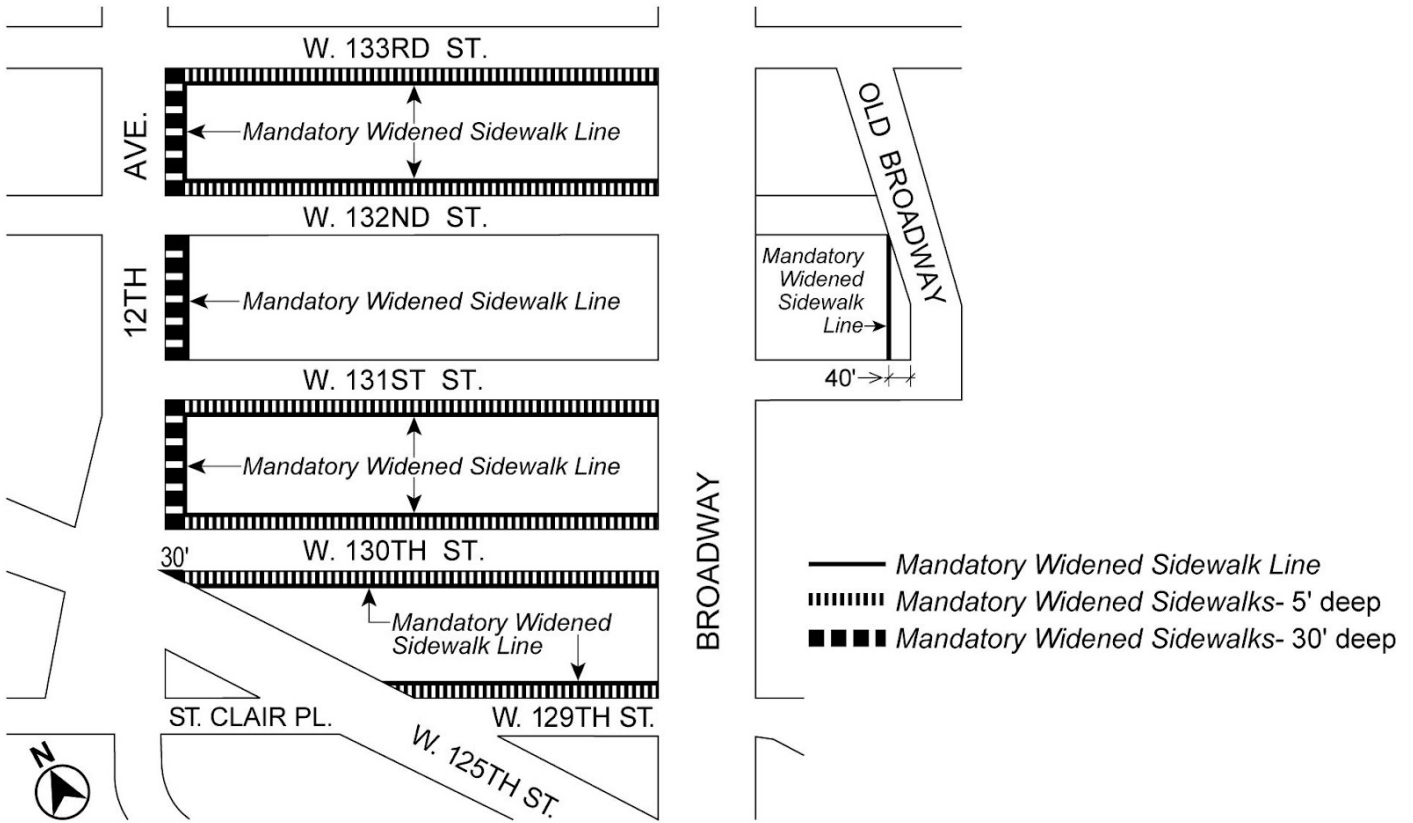 W. 133RD ST.
OLD BROADWAY
AVE.
Mandatory Widened Sidewalk Line
W. 132ND ST.
Mandatory
Widened
Sidewalk
Line
12TH
Mandatory Widened Sidewalk Line
W. 131ST ST.
40'
Mandatory Widened Sidewalk Line
BROADWAY
W. 130TH ST.
30'
Mandatory Widened Sidewalk Line
Mandatory Widened Sidewalks- 5' deep
Mandatory Widened Sidewalks- 30' deep
Mandatory Widened
Sidewalk Line
ST. CLAIR PL.
W. 129TH ST.
W. 125TH ST.
N